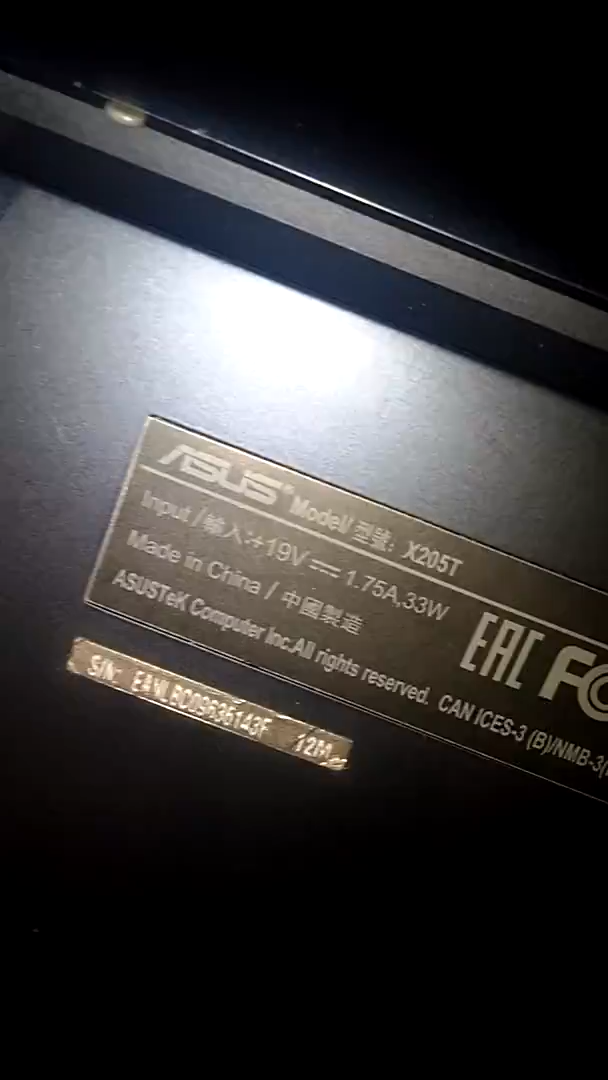 ASUS® Model/ 型號: X205T
Input / 輸入:+19V⎓1.75A,33W
Made in China / 中國製造
EAC FC
ASUSTeK Computer Inc.All rights reserved. CAN ICES-3 (B)/NMB-3(
S/N: 12M